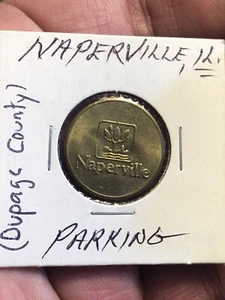 NAPERVILLE, IL.
(Dupage County)
Naperville
PARKING